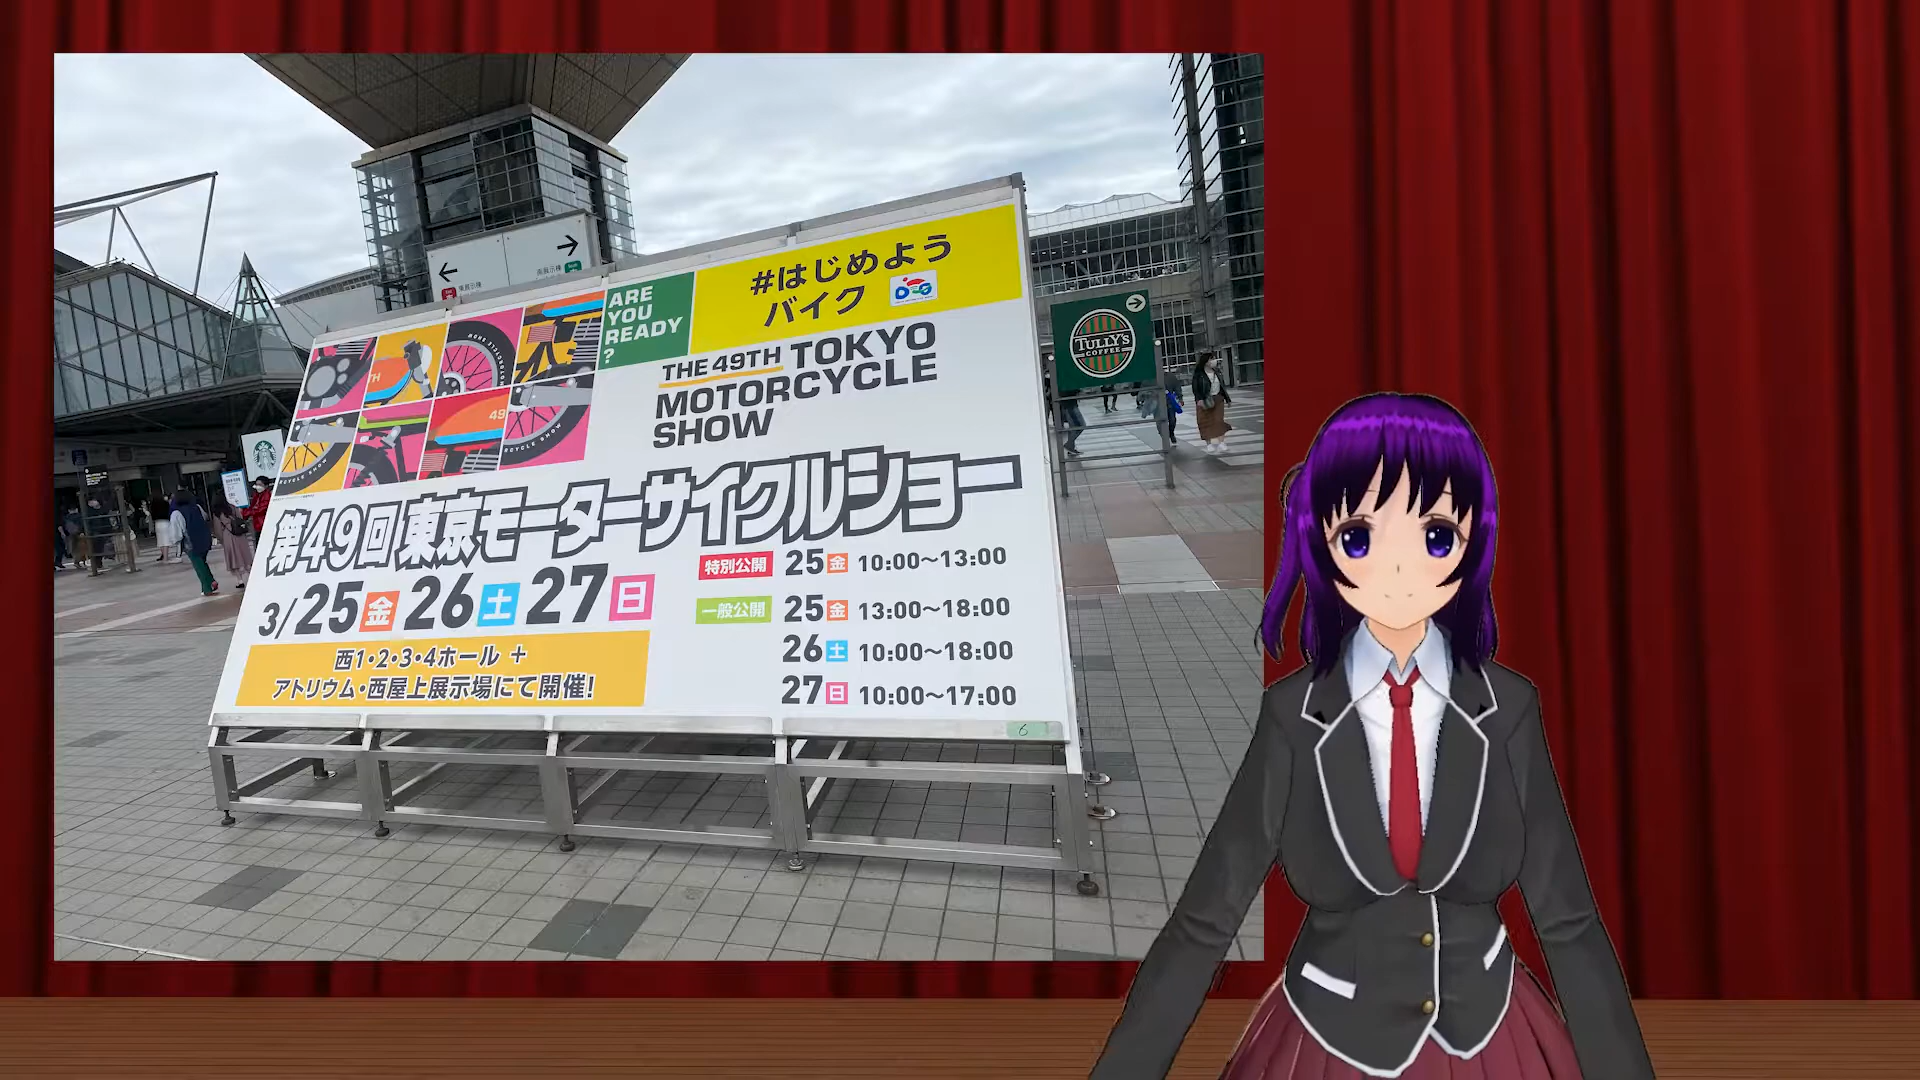 #はじめよう
バイク
ARE
YOU
READY
?
THE 49TH TOKYO
MOTORCYCLE
SHOW
第49回 東京モーターサイクルショー
3/25金 26土 27日
西1・2・3・4ホール +
アトリウム・西屋上展示場にて開催!
特別公開 25金 10:00～13:00
一般公開 25金 13:00～18:00
26土 10:00～18:00
27日 10:00～17:00
TULLY'S
COFFEE
49
6